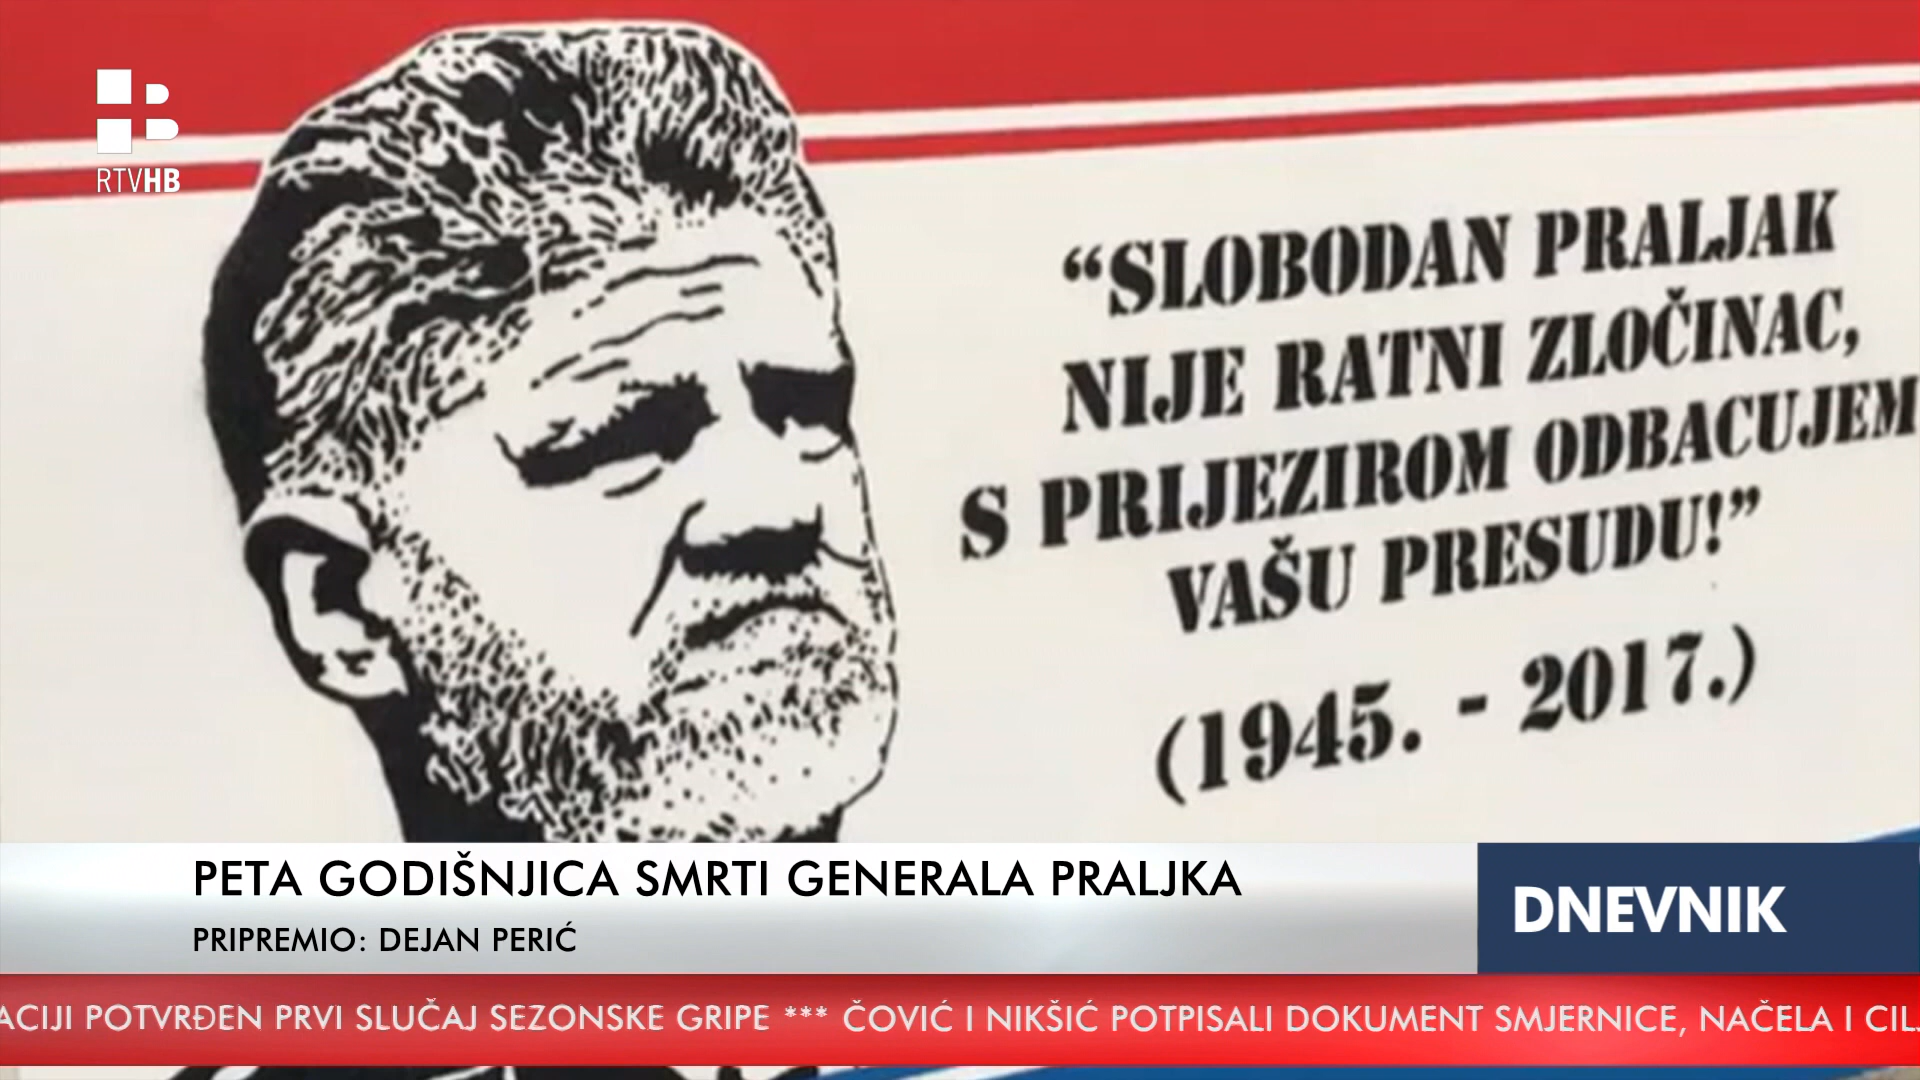 RTVHB
“SLOBODAN PRALJAK
NIJE RATNI ZLOČINAC,
S PRIJEZIROM ODBACUJEM
VAŠU PRESUDU!”
(1945. - 2017.)
PETA GODIŠNJICA SMRTI GENERALA PRALJKA
PRIPREMIO: DEJAN PERIĆ
DNEVNIK
ACIJI POTVRĐEN PRVI SLUČAJ SEZONSKE GRIPE *** ČOVIĆ I NIKŠIĆ POTPISALI DOKUMENT SMJERNICE, NAČELA I CILJ